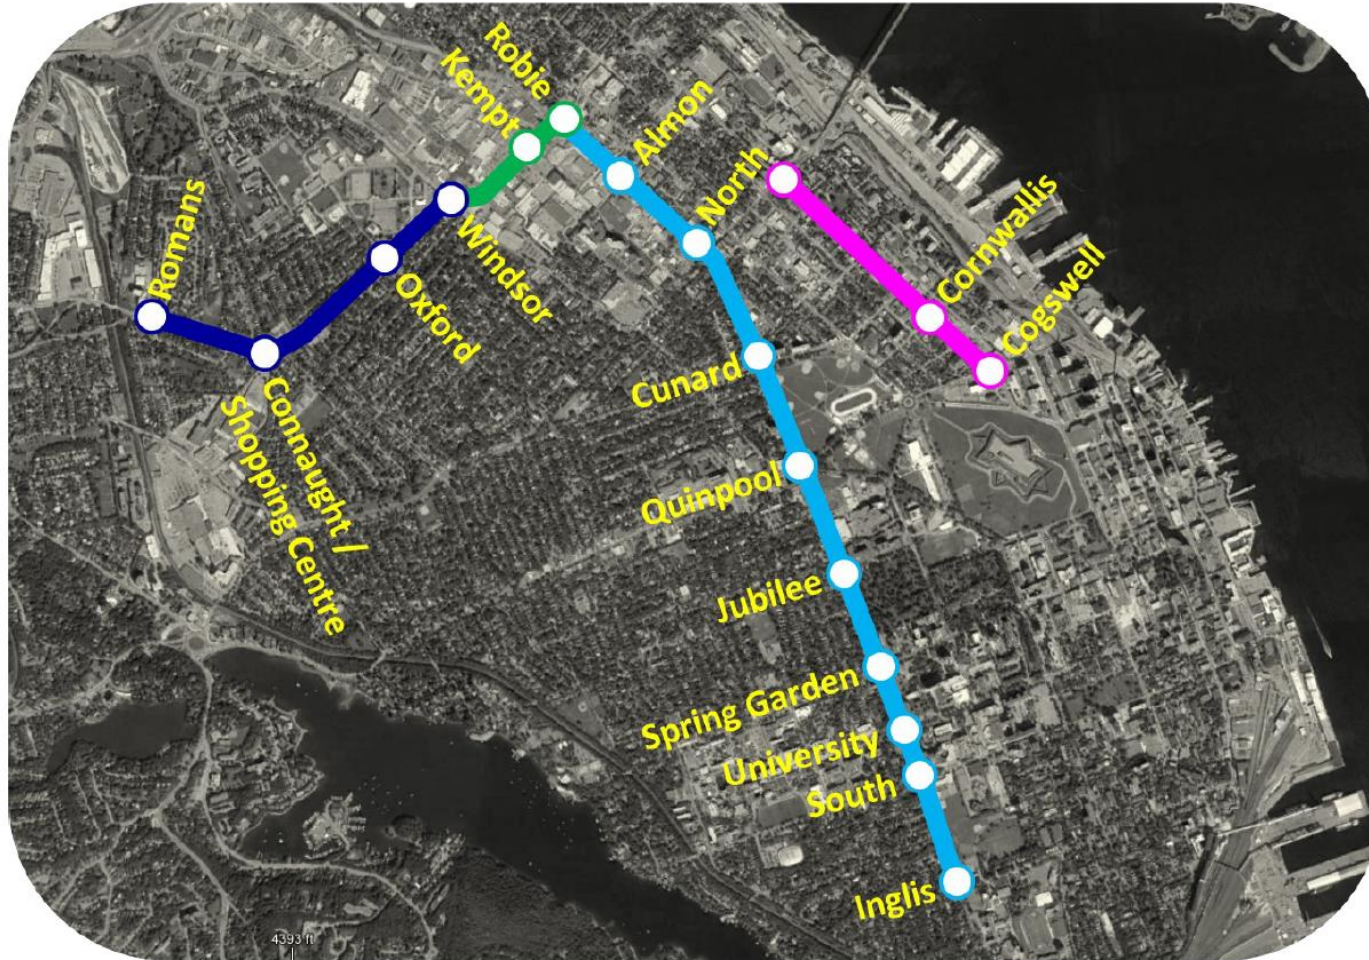 Robie
Kempt
Almon
North
Romans
Cornwallis
Cogswell
Windsor
Oxford
Connaught /
Shopping Centre
Cunard
Quinpool
Jubilee
Spring Garden
University
South
Inglis
4393 ft